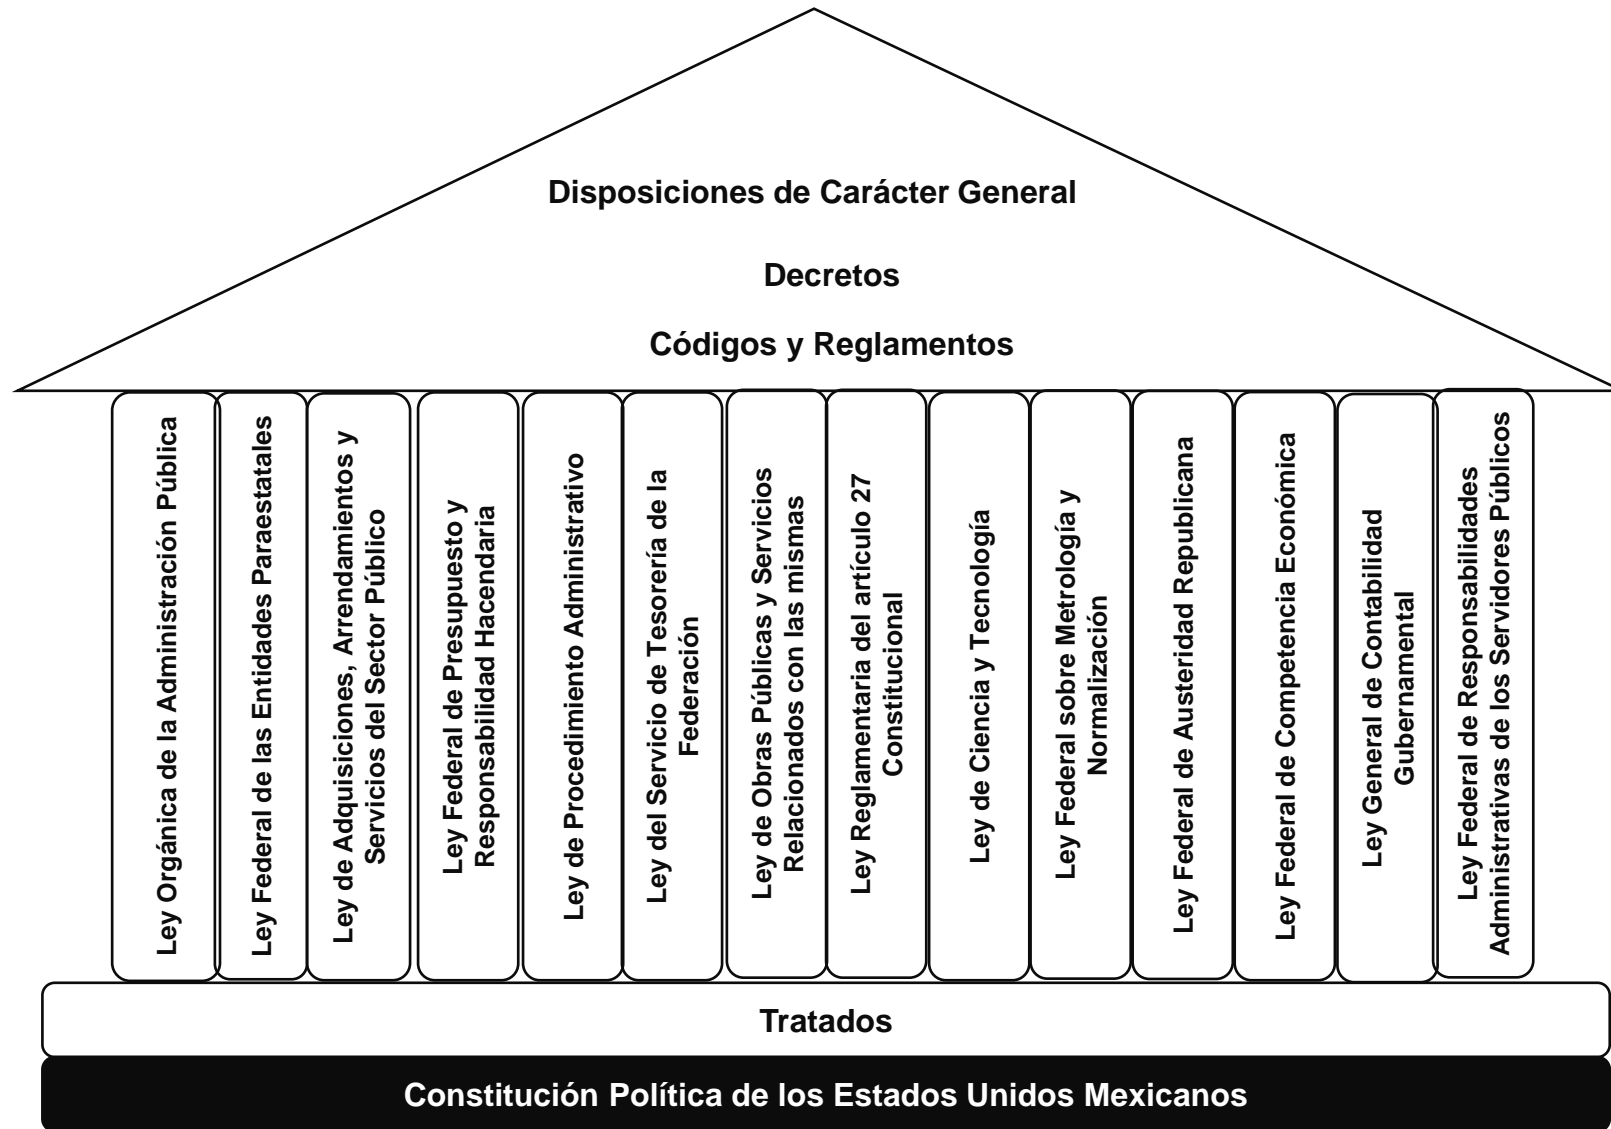 Disposiciones de Carácter General
Decretos
Códigos y Reglamentos
Ley Orgánica de la Administración Pública
Ley Federal de las Entidades Paraestatales
Ley de Adquisiciones, Arrendamientos y
Servicios del Sector Público
Ley Federal de Presupuesto y
Responsabilidad Hacendaria
Ley de Procedimiento Administrativo
Ley del Servicio de Tesorería de la
Federación
Ley de Obras Públicas y Servicios
Relacionados con las mismas
Ley Reglamentaria del artículo 27
Constitucional
Ley de Ciencia y Tecnología
Ley Federal sobre Metrología y
Normalización
Ley Federal de Austeridad Republicana
Ley Federal de Competencia Económica
Ley General de Contabilidad
Gubernamental
Ley Federal de Responsabilidades
Administrativas de los Servidores Públicos
Tratados
Constitución Política de los Estados Unidos Mexicanos